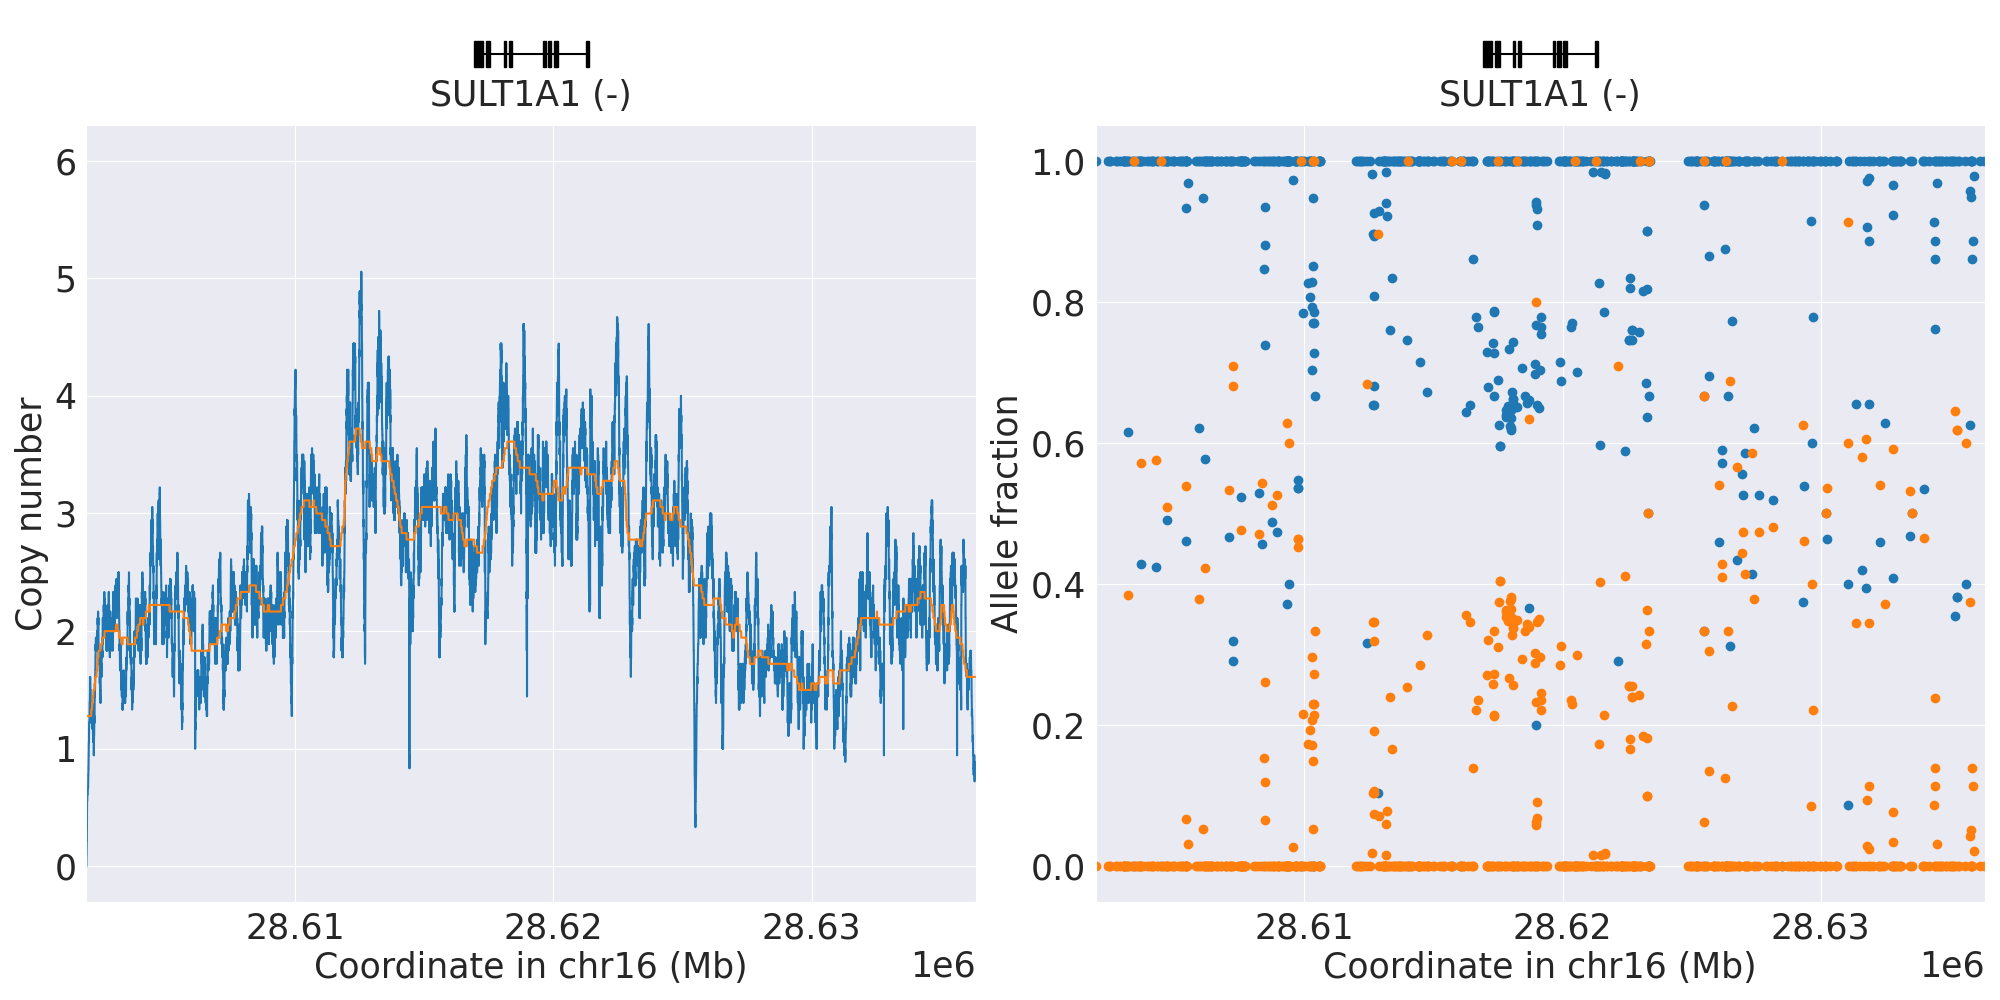 SULT1A1 (-)
6
5
4
3
2
1
0
Copy number
28.61
28.62
28.63
Coordinate in chr16 (Mb)
1e6
SULT1A1 (-)
1.0
0.8
0.6
0.4
0.2
0.0
Allele fraction
28.61
28.62
28.63
Coordinate in chr16 (Mb)
1e6